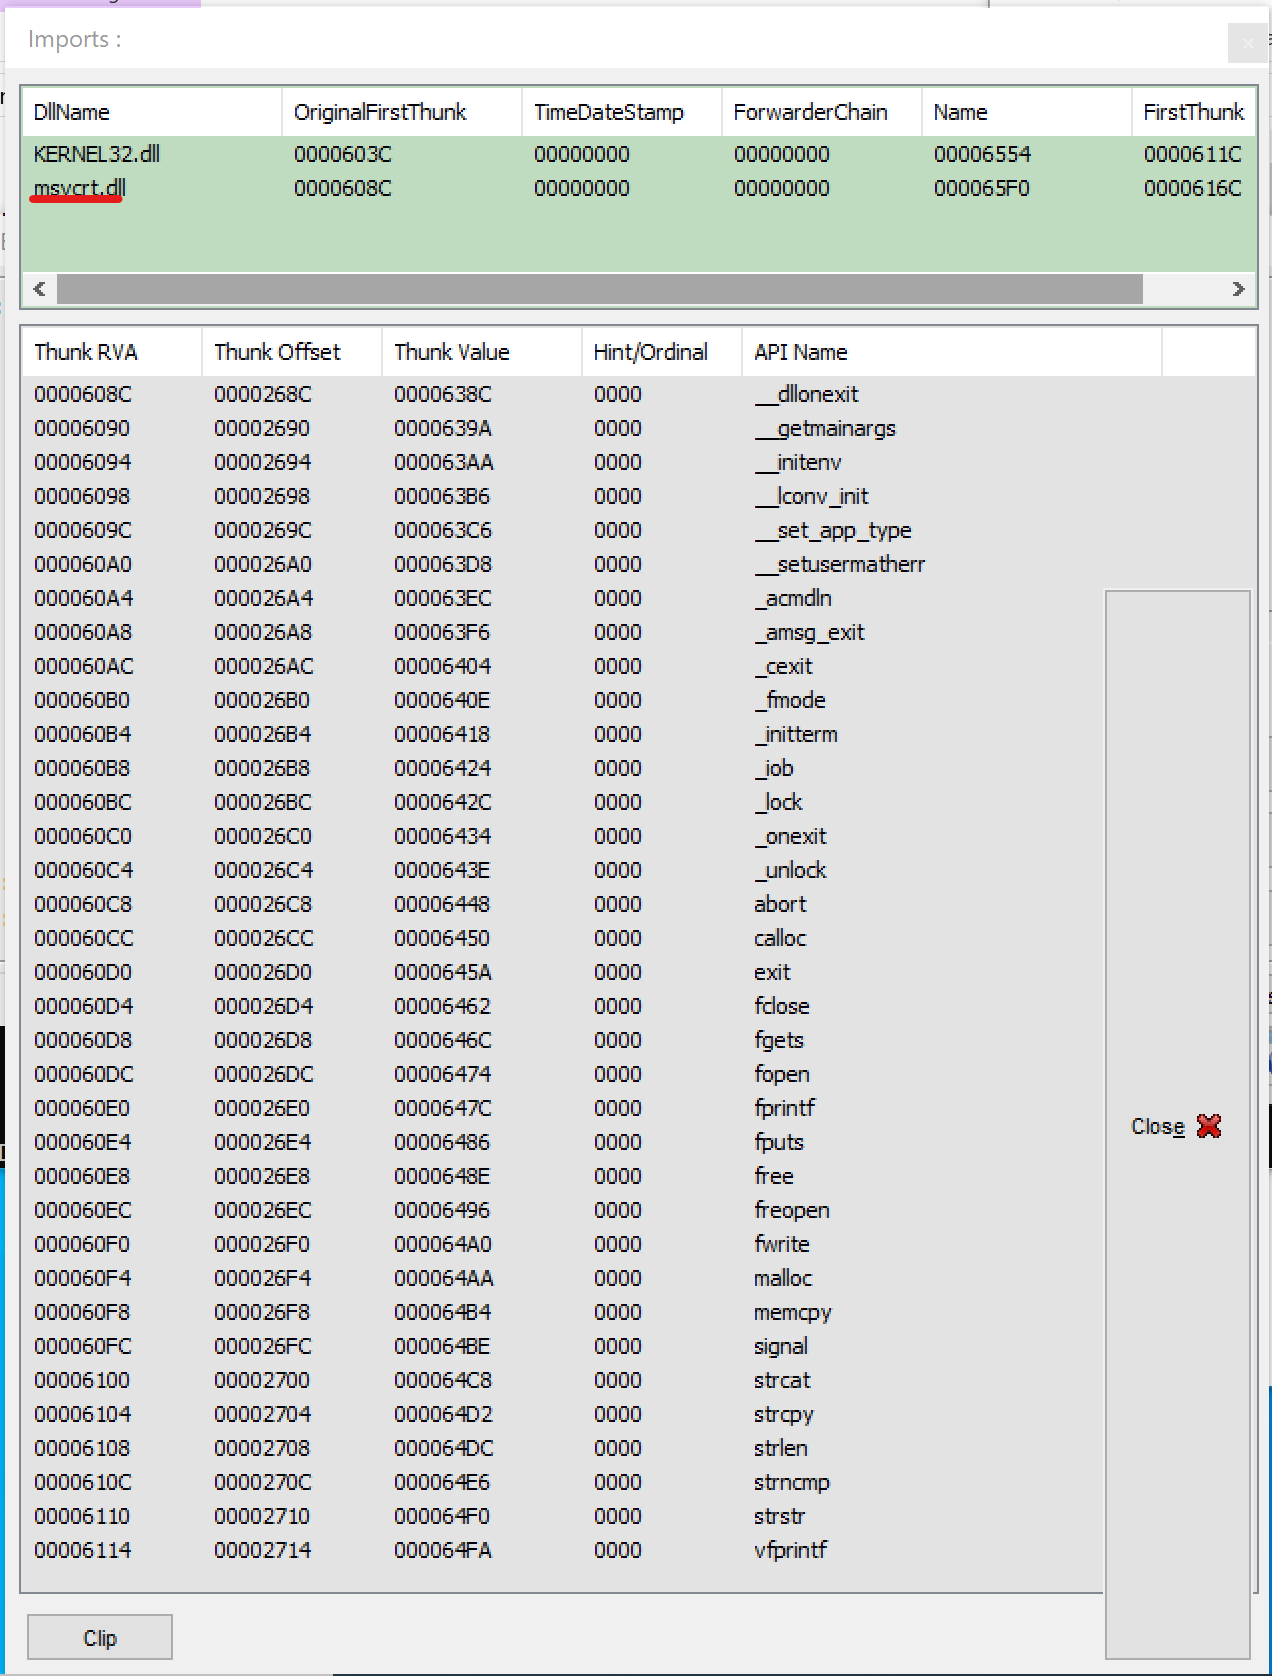 Imports :
DllName OriginalFirstThunk TimeDateStamp ForwarderChain Name FirstThunk
KERNEL32.dll 0000603C 00000000 00000000 00006554 0000611C
msvcrt.dll 0000608C 00000000 00000000 000065F0 0000616C
Thunk RVA Thunk Offset Thunk Value Hint/Ordinal API Name
0000608C 0000268C 0000638C 0000 __dllonexit
00006090 00002690 0000639A 0000 __getmainargs
00006094 00002694 000063AA 0000 __initenv
00006098 00002698 000063B6 0000 __lconv_init
0000609C 0000269C 000063C6 0000 __set_app_type
000060A0 000026A0 000063D8 0000 __setusermatherr
000060A4 000026A4 000063EC 0000 _acmdln
000060A8 000026A8 000063F6 0000 _amsg_exit
000060AC 000026AC 00006404 0000 _cexit
000060B0 000026B0 0000640E 0000 _fmode
000060B4 000026B4 00006418 0000 _initterm
000060B8 000026B8 00006424 0000 _iob
000060BC 000026BC 0000642C 0000 _lock
000060C0 000026C0 00006434 0000 _onexit
000060C4 000026C4 0000643E 0000 _unlock
000060C8 000026C8 00006448 0000 abort
000060CC 000026CC 00006450 0000 calloc
000060D0 000026D0 0000645A 0000 exit
000060D4 000026D4 00006462 0000 fclose
000060D8 000026D8 0000646C 0000 fgets
000060DC 000026DC 00006474 0000 fopen
000060E0 000026E0 0000647C 0000 fprintf
000060E4 000026E4 00006486 0000 fputs
000060E8 000026E8 0000648E 0000 free
000060EC 000026EC 00006496 0000 freopen
000060F0 000026F0 000064A0 0000 fwrite
000060F4 000026F4 000064AA 0000 malloc
000060F8 000026F8 000064B4 0000 memcpy
000060FC 000026FC 000064BE 0000 signal
00006100 00002700 000064C8 0000 strcat
00006104 00002704 000064D2 0000 strcpy
00006108 00002708 000064DC 0000 strlen
0000610C 0000270C 000064E6 0000 strncmp
00006110 00002710 000064F0 0000 strstr
00006114 00002714 000064FA 0000 vfprintf
Close
Clip